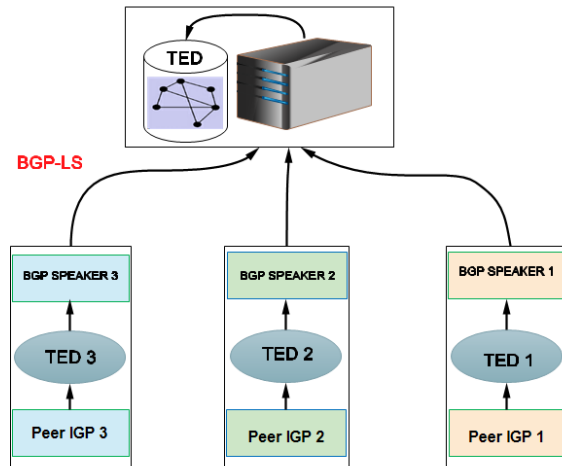 TED
BGP-LS
BGP SPEAKER 3
BGP SPEAKER 2
BGP SPEAKER 1
TED 3
TED 2
TED 1
Peer IGP 3
Peer IGP 2
Peer IGP 1